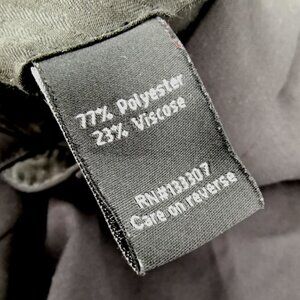 77% Polyester
23% Viscose
RN#133307
Care on reverse